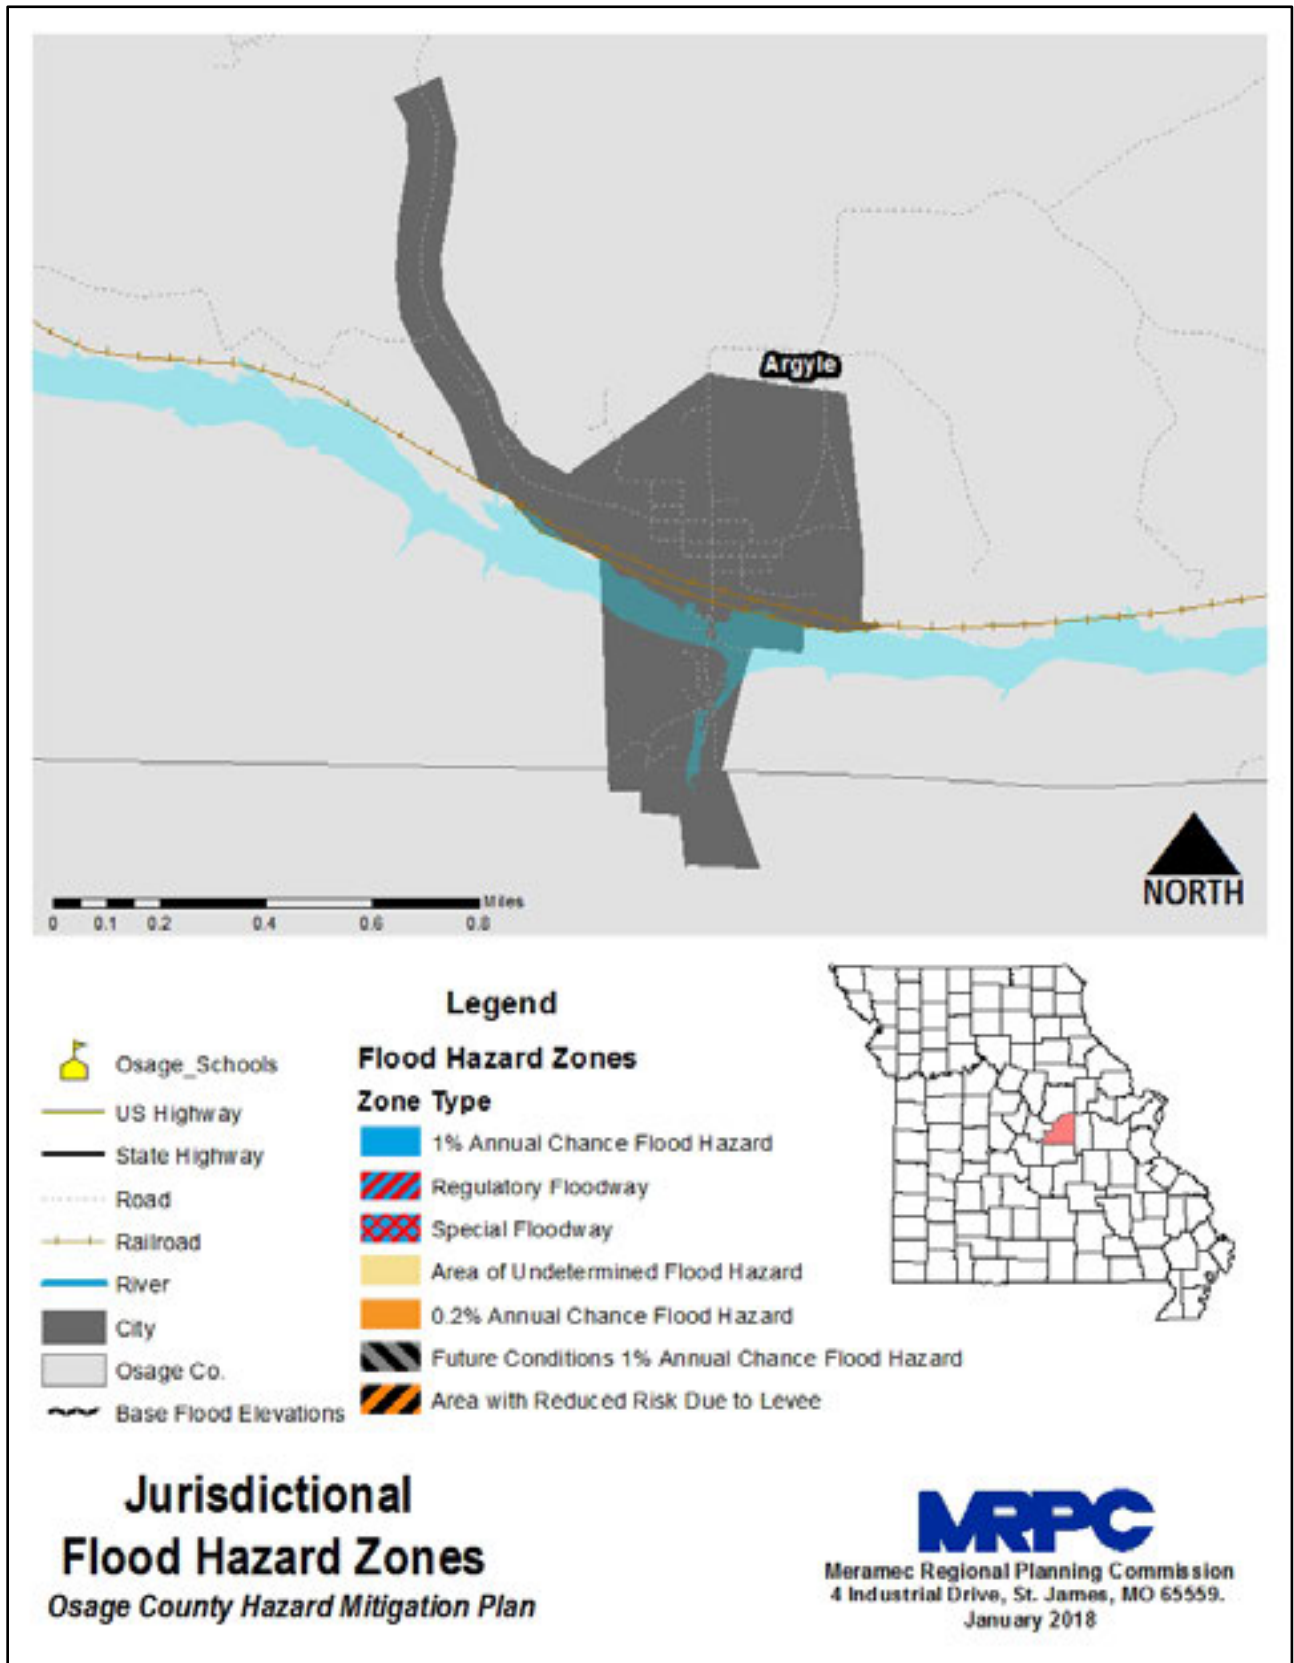 Argyle
Miles
0 0.1 0.2 0.4 0.6 0.8
NORTH
Legend
Osage_Schools
US Highway
State Highway
Road
Railroad
River
City
Osage Co.
Base Flood Elevations
Flood Hazard Zones
Zone Type
1% Annual Chance Flood Hazard
Regulatory Floodway
Special Floodway
Area of Undetermined Flood Hazard
0.2% Annual Chance Flood Hazard
Future Conditions 1% Annual Chance Flood Hazard
Area with Reduced Risk Due to Levee
Jurisdictional
Flood Hazard Zones
Osage County Hazard Mitigation Plan
MRPC
Meramec Regional Planning Commission
4 Industrial Drive, St. James, MO 65559.
January 2018